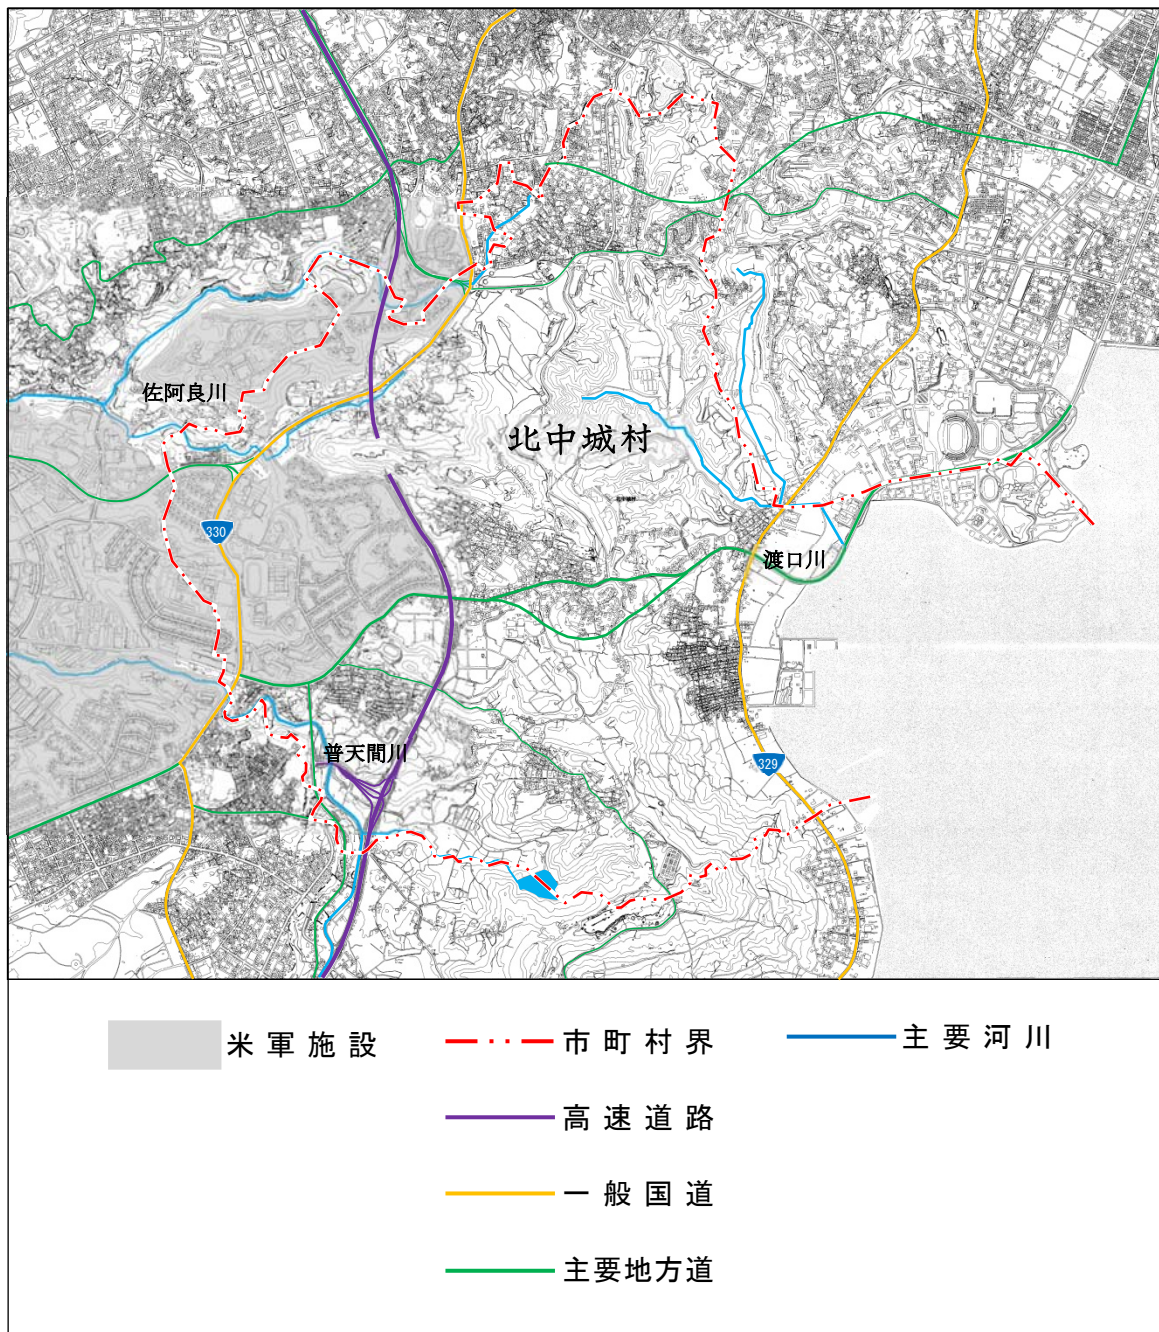 佐阿良川
北中城村
330
渡口川
普天間川
329
米軍施設
市町村界
主要河川
高速道路
一般国道
主要地方道